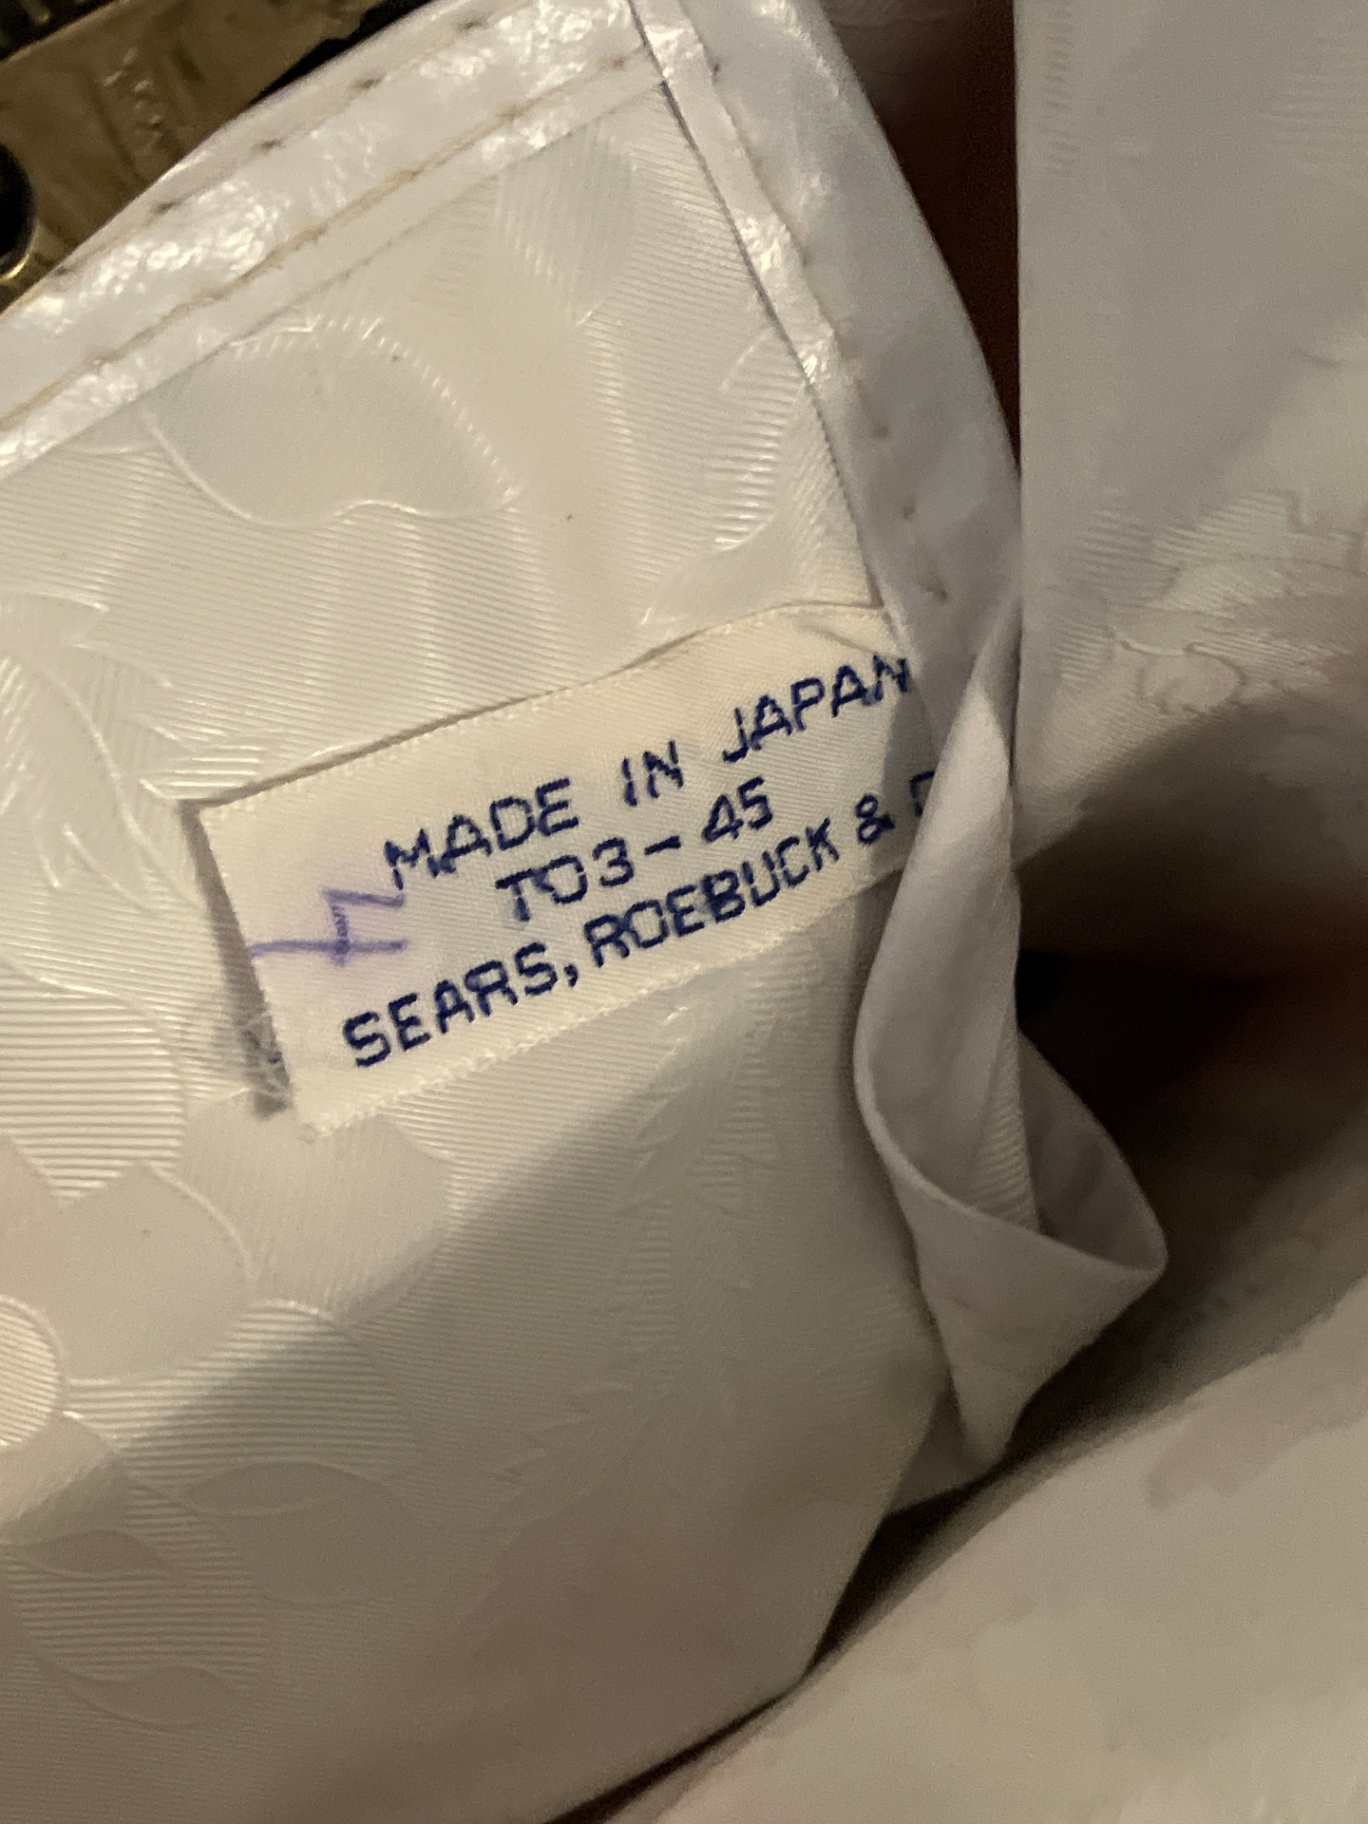 MADE IN JAPAN
TO3-45
SEARS, ROEBUCK &